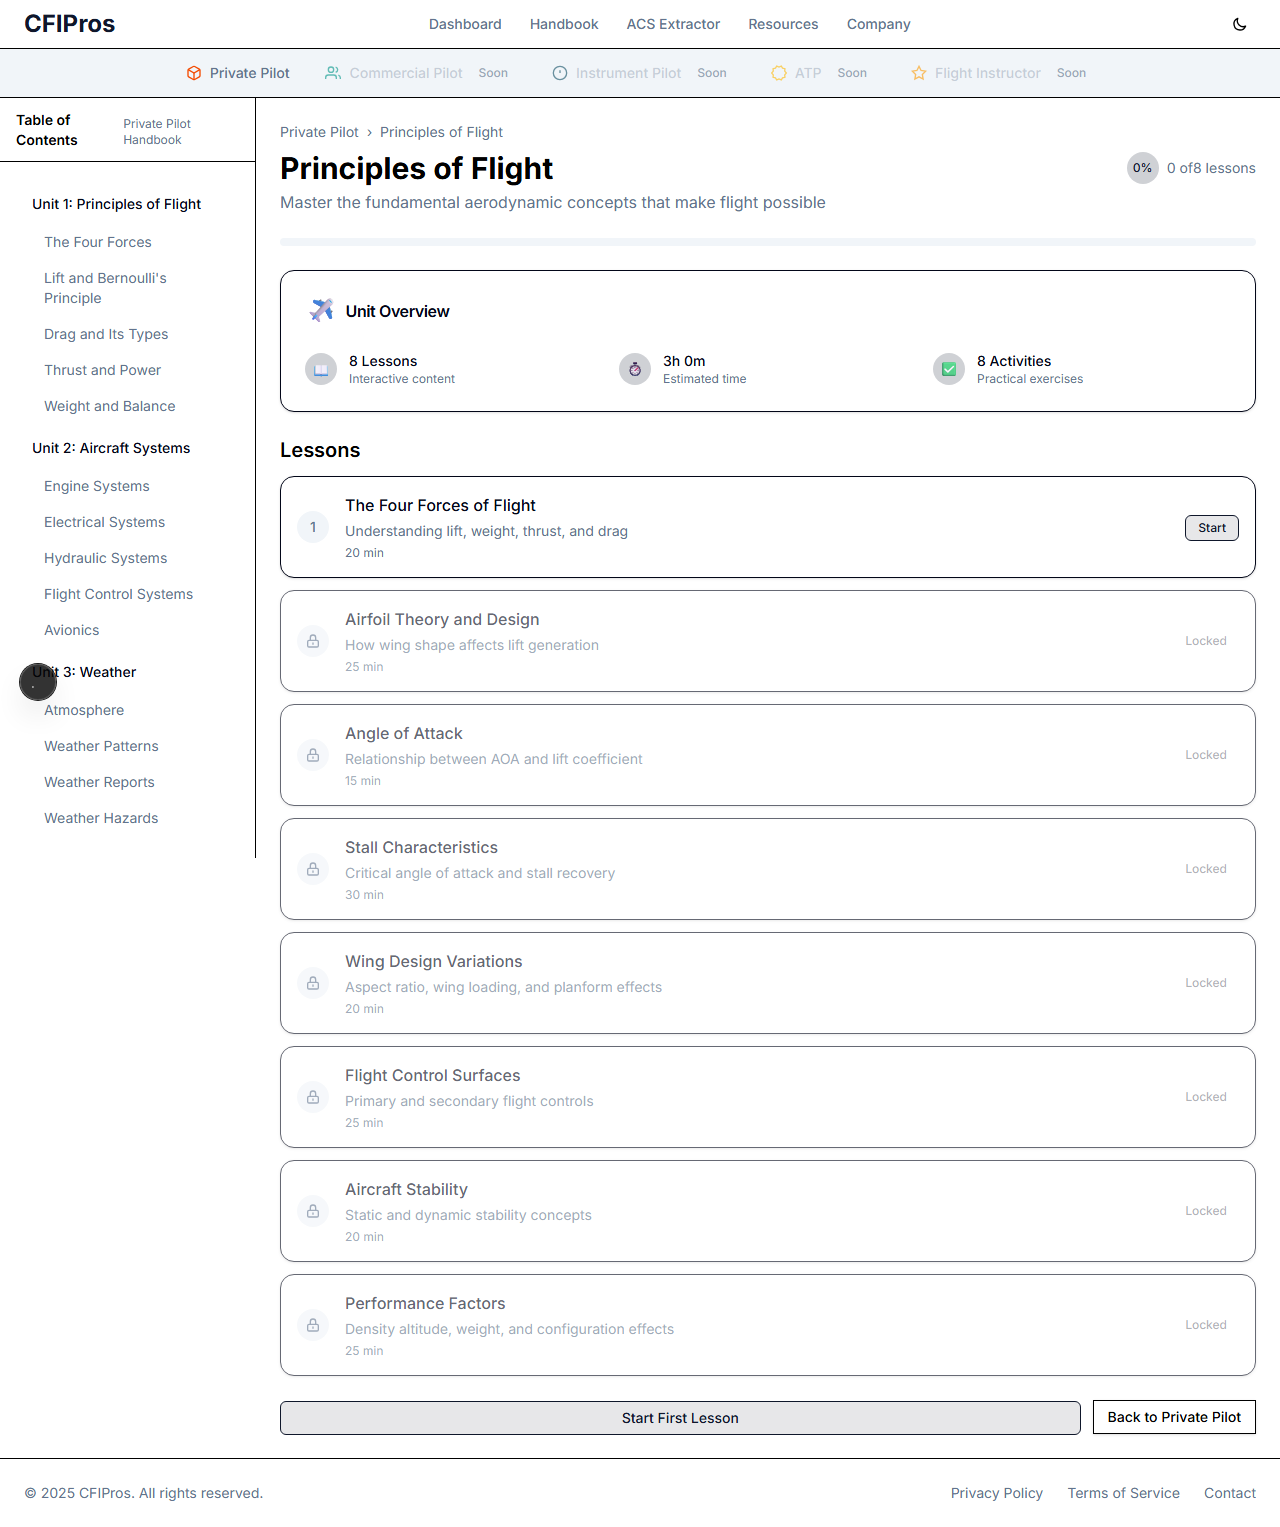 CFIPros
Dashboard Handbook ACS Extractor Resources Company
Private Pilot Commercial Pilot Soon Instrument Pilot Soon ATP Soon Flight Instructor Soon
Table of
Contents
Private Pilot
Handbook
Unit 1: Principles of Flight
The Four Forces
Lift and Bernoulli's
Principle
Drag and Its Types
Thrust and Power
Weight and Balance
Unit 2: Aircraft Systems
Engine Systems
Electrical Systems
Hydraulic Systems
Flight Control Systems
Avionics
Unit 3: Weather
Atmosphere
Weather Patterns
Weather Reports
Weather Hazards
Private Pilot › Principles of Flight
Principles of Flight
0% 0 of8 lessons
Master the fundamental aerodynamic concepts that make flight possible
Unit Overview
8 Lessons
Interactive content
3h 0m
Estimated time
8 Activities
Practical exercises
Lessons
1
The Four Forces of Flight
Understanding lift, weight, thrust, and drag
20 min
Start
Airfoil Theory and Design
How wing shape affects lift generation
25 min
Locked
Angle of Attack
Relationship between AOA and lift coefficient
15 min
Locked
Stall Characteristics
Critical angle of attack and stall recovery
30 min
Locked
Wing Design Variations
Aspect ratio, wing loading, and planform effects
20 min
Locked
Flight Control Surfaces
Primary and secondary flight controls
25 min
Locked
Aircraft Stability
Static and dynamic stability concepts
20 min
Locked
Performance Factors
Density altitude, weight, and configuration effects
25 min
Locked
Start First Lesson
Back to Private Pilot
© 2025 CFIPros. All rights reserved.
Privacy Policy Terms of Service Contact